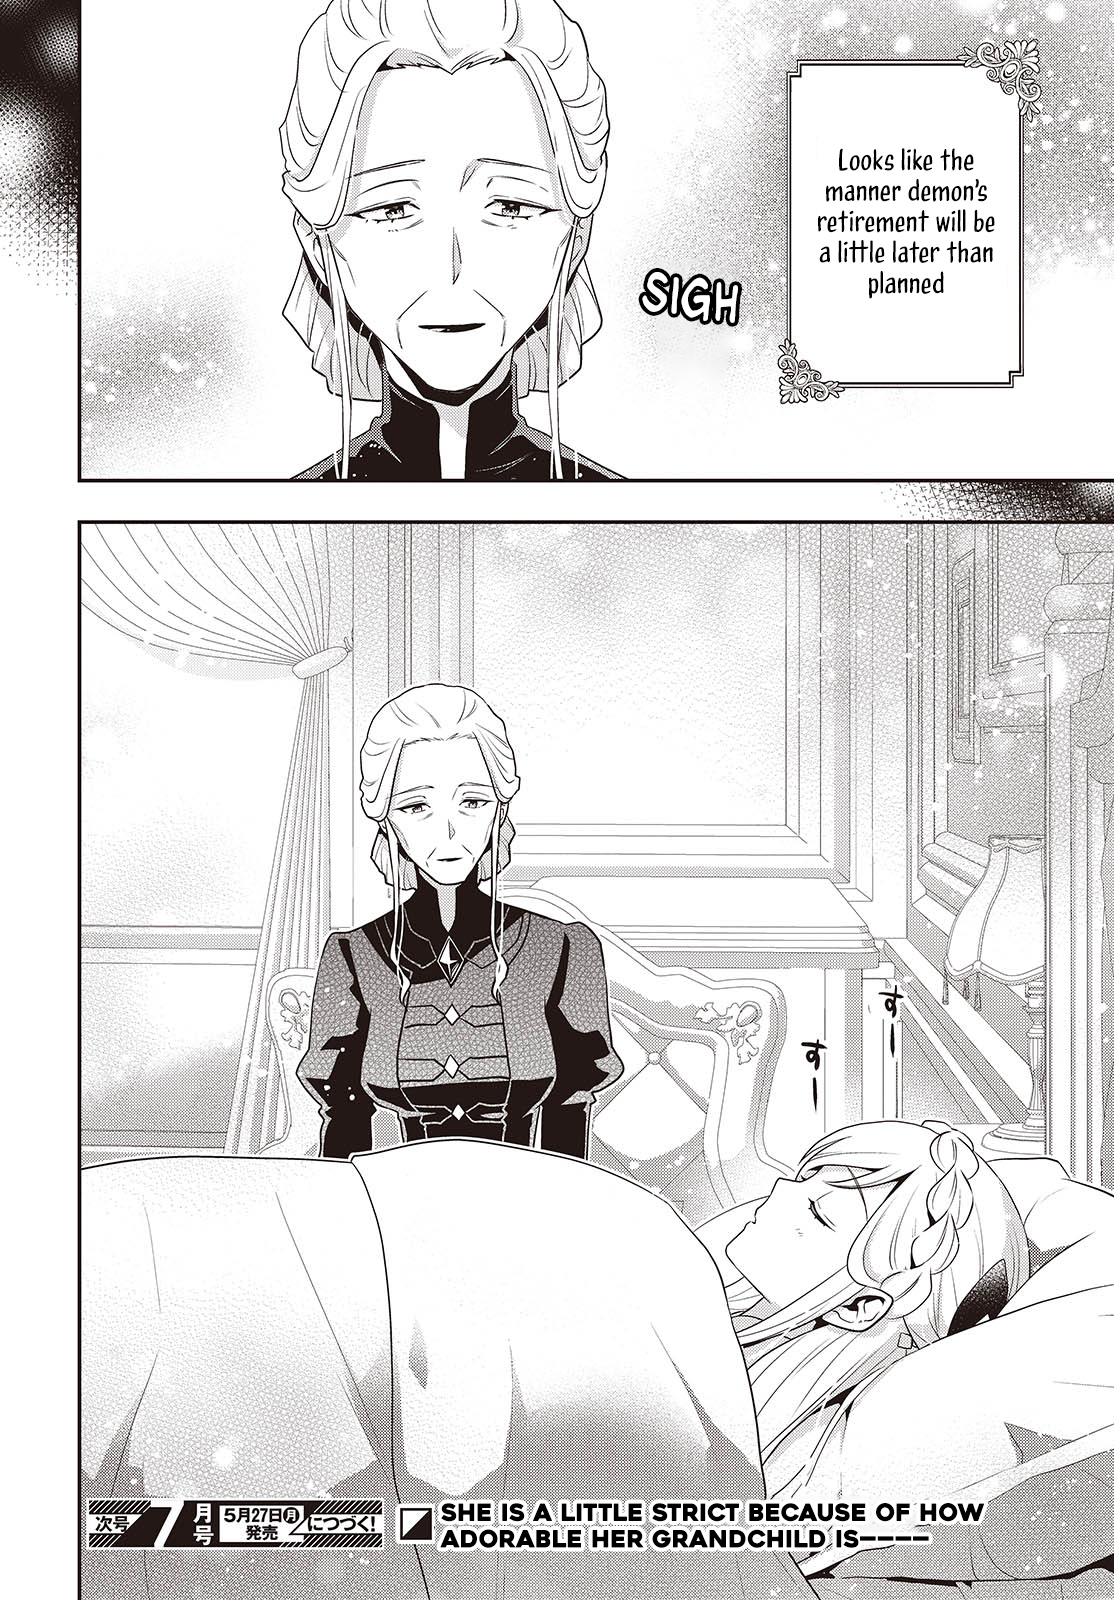 Looks like the
manner demon's
retirement will be
a little later than
planned
SIGH
すー
すー
SHE IS A LITTLE STRICT BECAUSE OF HOW
ADORABLE HER GRANDCHILD IS————
次号7月号
5月27日(月)
発売
につづく!